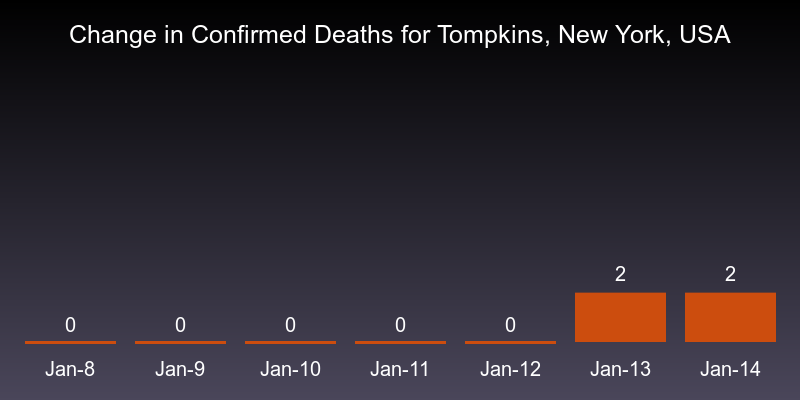 Change in Confirmed Deaths for Tompkins, New York, USA
0 0 0 0 0 2 2
Jan-8 Jan-9 Jan-10 Jan-11 Jan-12 Jan-13 Jan-14